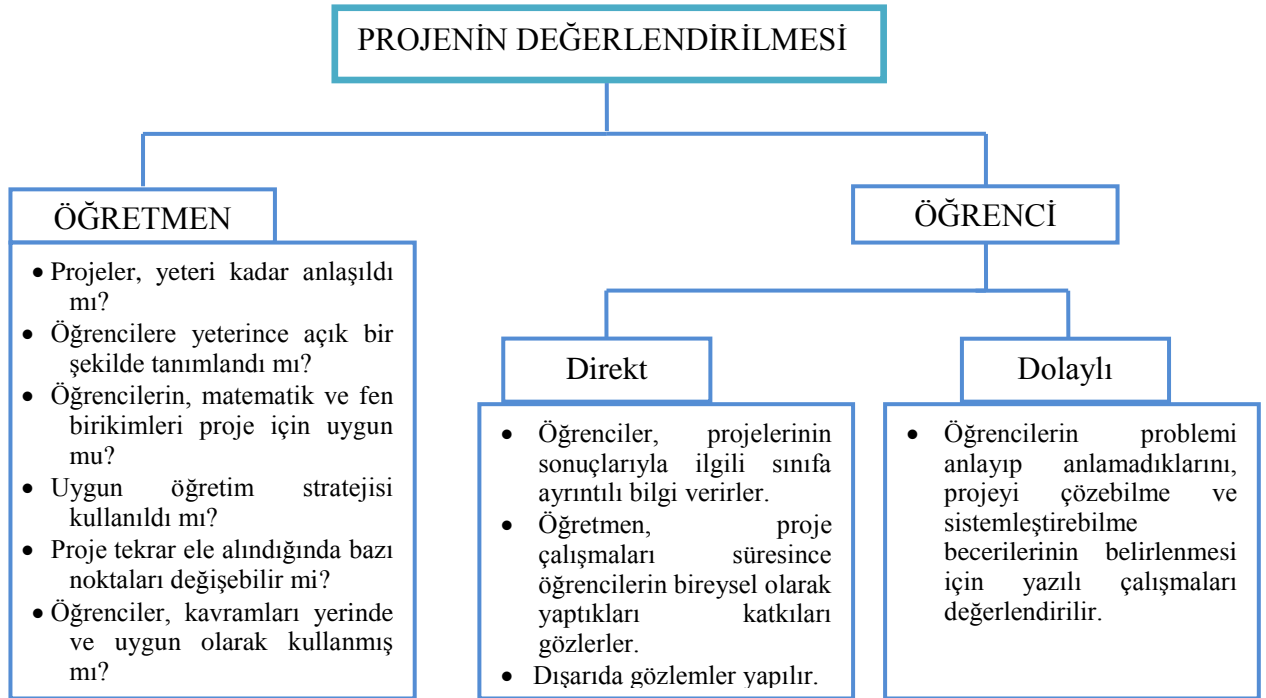 PROJENİN DEĞERLENDİRİLMESİ
ÖĞRETMEN
• Projeler, yeteri kadar anlaşıldı
mı?
• Öğrencilere yeterince açık bir
şekilde tanımlandı mı?
• Öğrencilerin, matematik ve fen
birikimleri proje için uygun
mu?
• Uygun öğretim stratejisi
kullanıldı mı?
• Proje tekrar ele alındığında bazı
noktaları değişebilir mi?
• Öğrenciler, kavramları yerinde
ve uygun olarak kullanmış
mı?
ÖĞRENCİ
Direkt
• Öğrenciler, projelerinin
sonuçlarıyla ilgili sınıfa
ayrıntılı bilgi verirler.
• Öğretmen, proje
çalışmaları süresince
öğrencilerin bireysel olarak
yaptıkları katkıları
gözlerler.
• Dışarıda gözlemler yapılır.
Dolaylı
• Öğrencilerin problemi
anlayıp anlamadıklarını,
projeyi çözebilme ve
sistemleştirebilme
becerilerinin belirlenmesi
için yazılı çalışmaları
değerlendirilir.